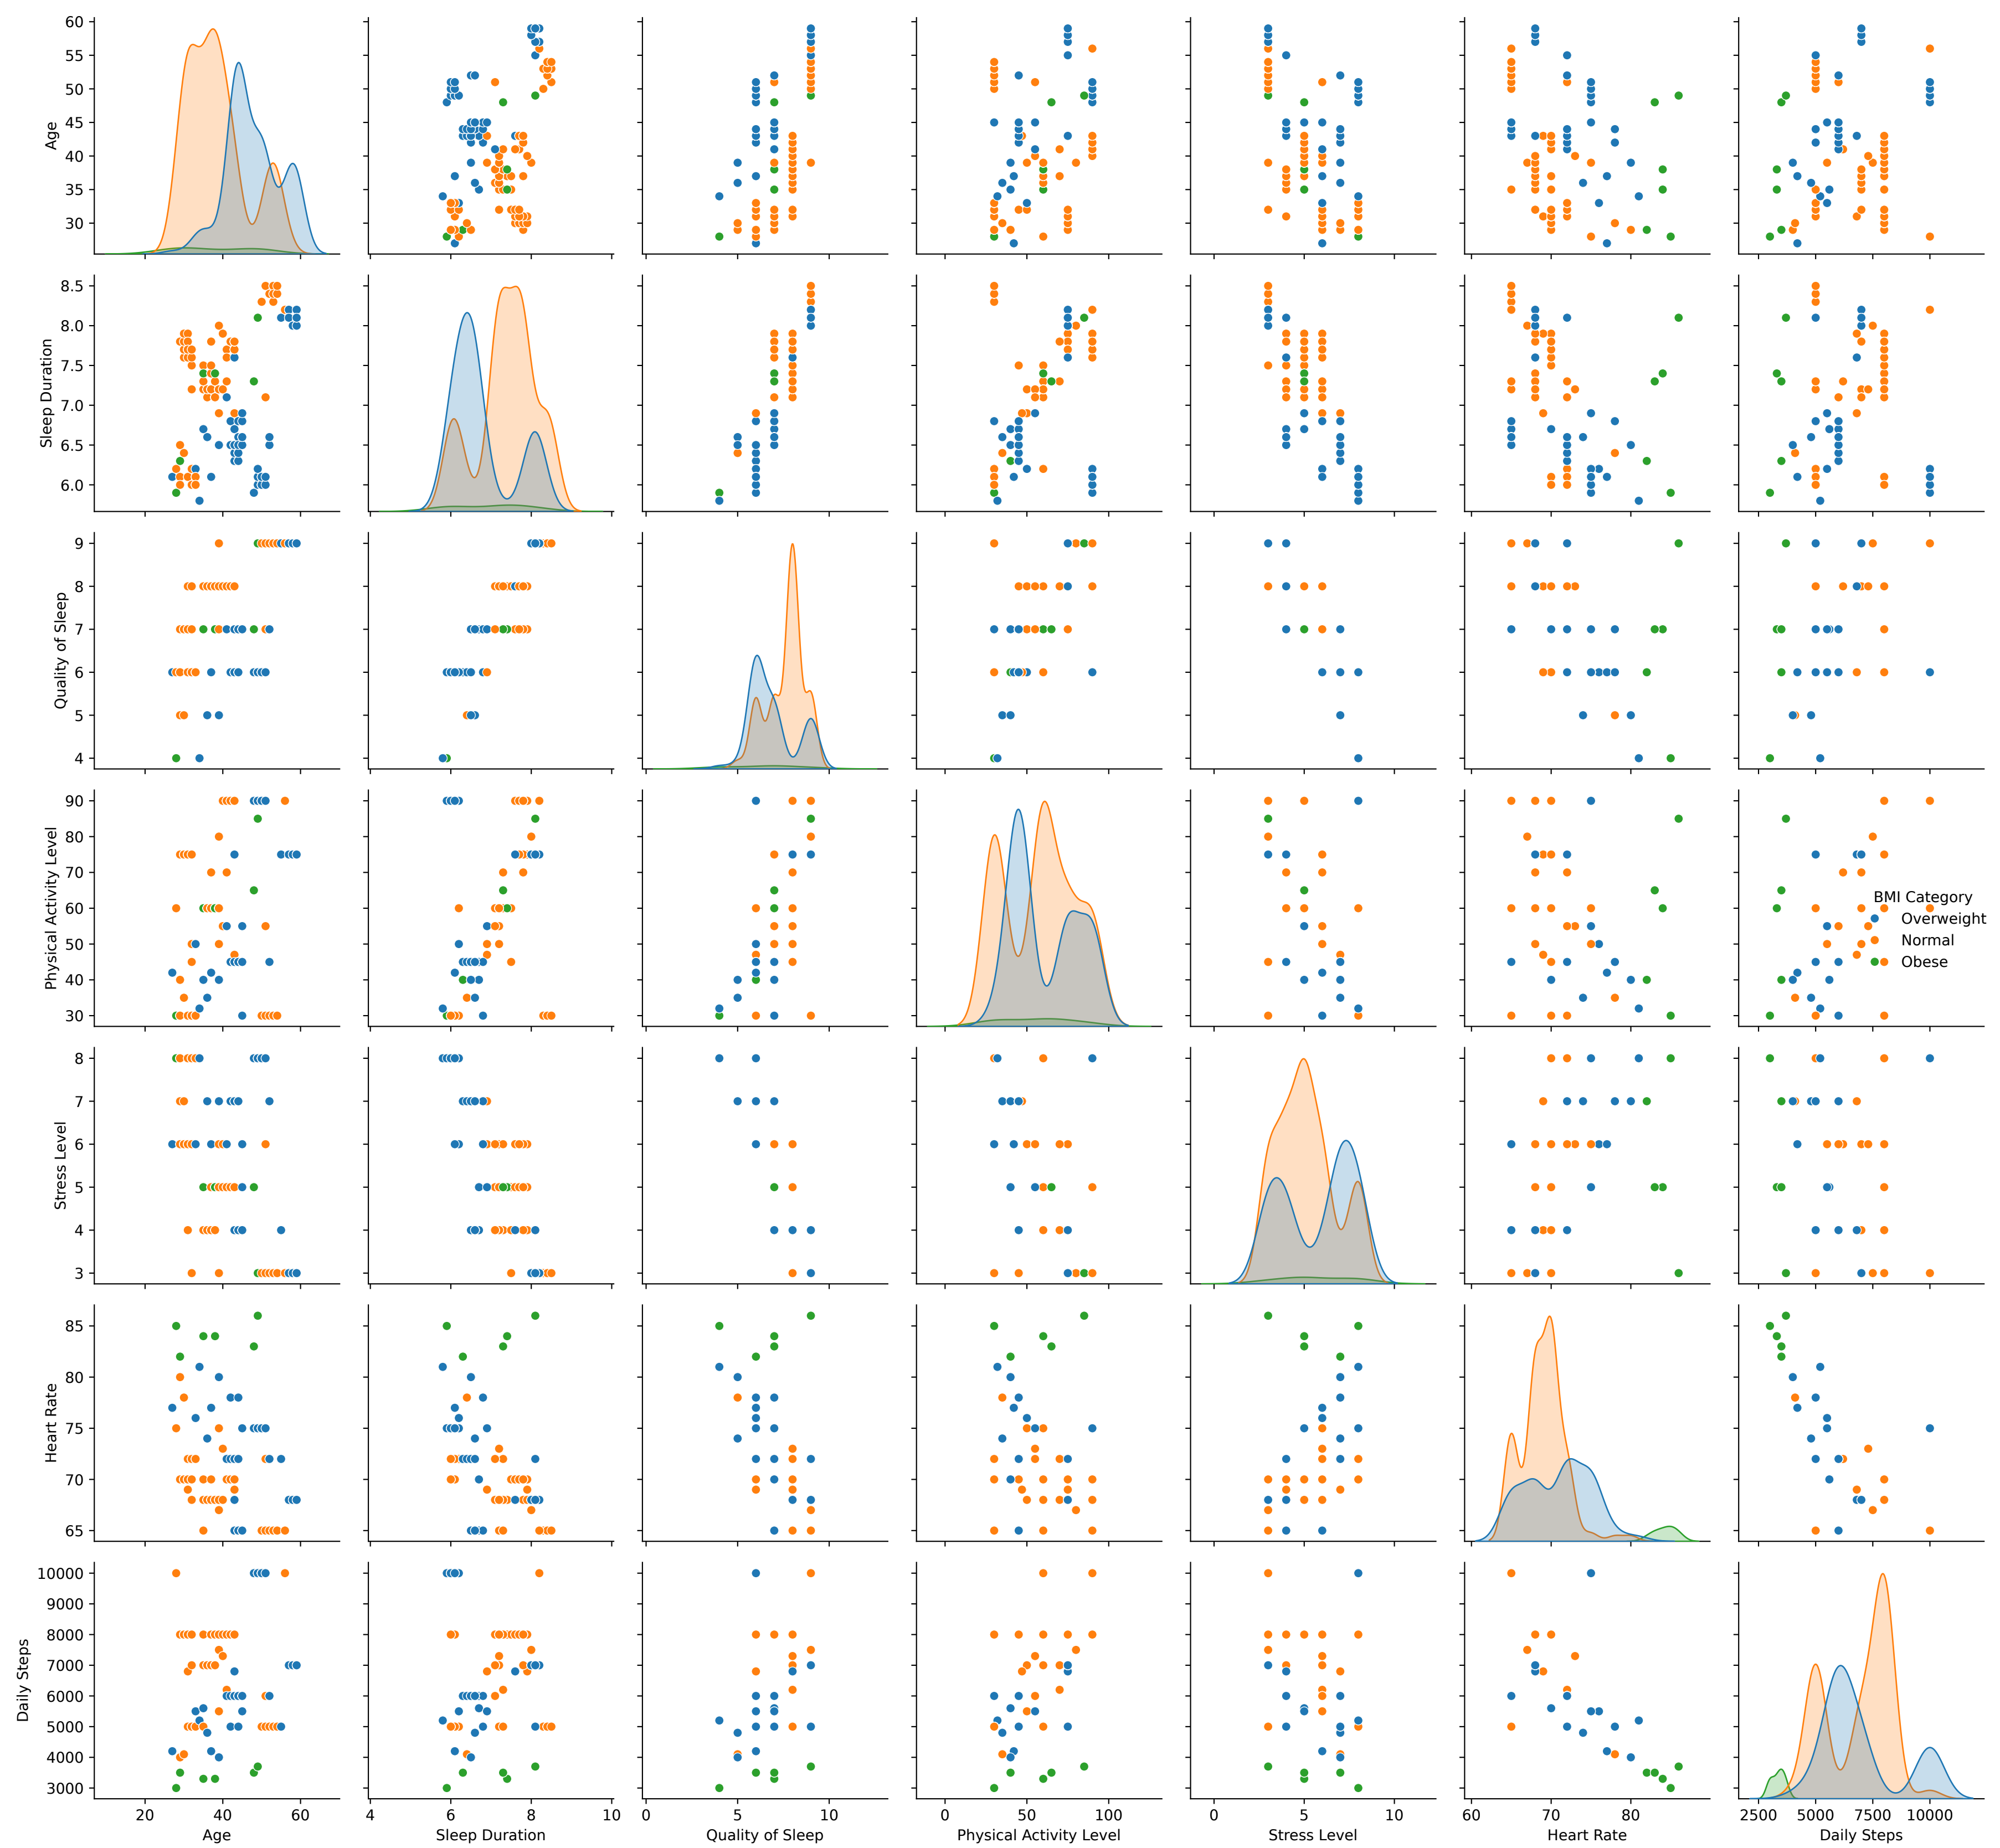 60
55
50
45
40
35
30
Age
8.5
8.0
7.5
7.0
6.5
6.0
Sleep Duration
9
8
7
6
5
4
Quality of Sleep
90
80
70
60
50
40
30
Physical Activity Level
BMI Category
Overweight
Normal
Obese
8
7
6
5
4
3
Stress Level
85
80
75
70
65
Heart Rate
10000
9000
8000
7000
6000
5000
4000
3000
Daily Steps
20 40 60
4 6 8 10
0 5 10
0 50 100
0 5 10
60 70 80
2500 5000 7500 10000
Age
Sleep Duration
Quality of Sleep
Physical Activity Level
Stress Level
Heart Rate
Daily Steps